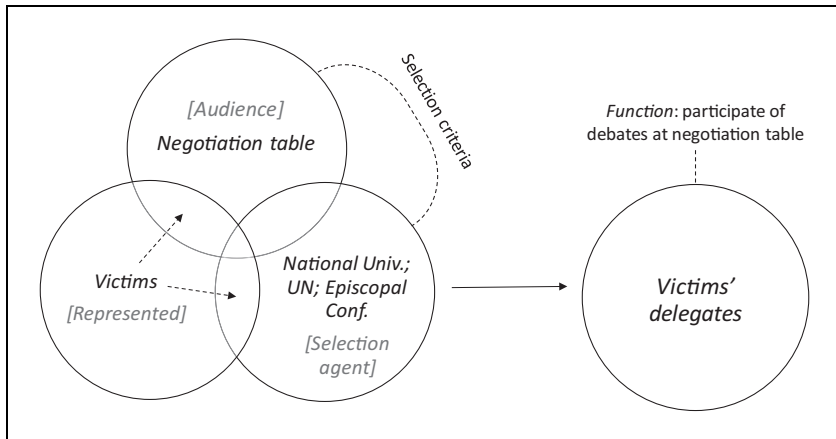 [Audience]
Negotiation table
Selection criteria
Function: participate of
debates at negotiation table
Victims
[Represented]
National Univ.;
UN; Episcopal
Conf.
[Selection
agent]
Victims’
delegates